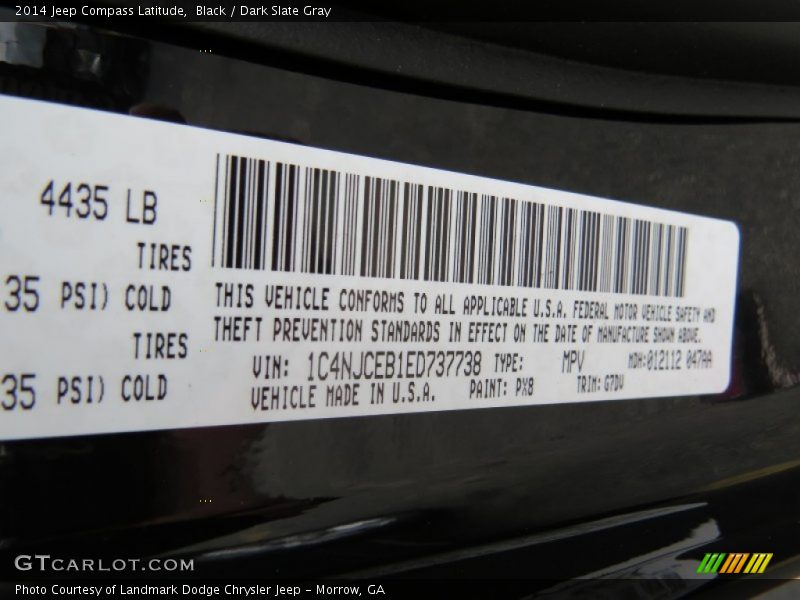 2014 Jeep Compass Latitude,  Black / Dark Slate Gray
4435 LB
TIRES
35 PSI) COLD
TIRES
35 PSI) COLD
THIS VEHICLE CONFORMS TO ALL APPLICABLE U.S.A. FEDERAL MOTOR VEHICLE SAFETY AND
THEFT PREVENTION STANDARDS IN EFFECT ON THE DATE OF MANUFACTURE SHOWN ABOVE.
VIN: 1C4NJCEB1ED737738 TYPE: MPV MDH:012112 047AA
VEHICLE MADE IN U.S.A. PAINT: PX8 TRIM: G7DV
GTCARLOT.COM
Photo Courtesy of Landmark Dodge Chrysler Jeep - Morrow, GA